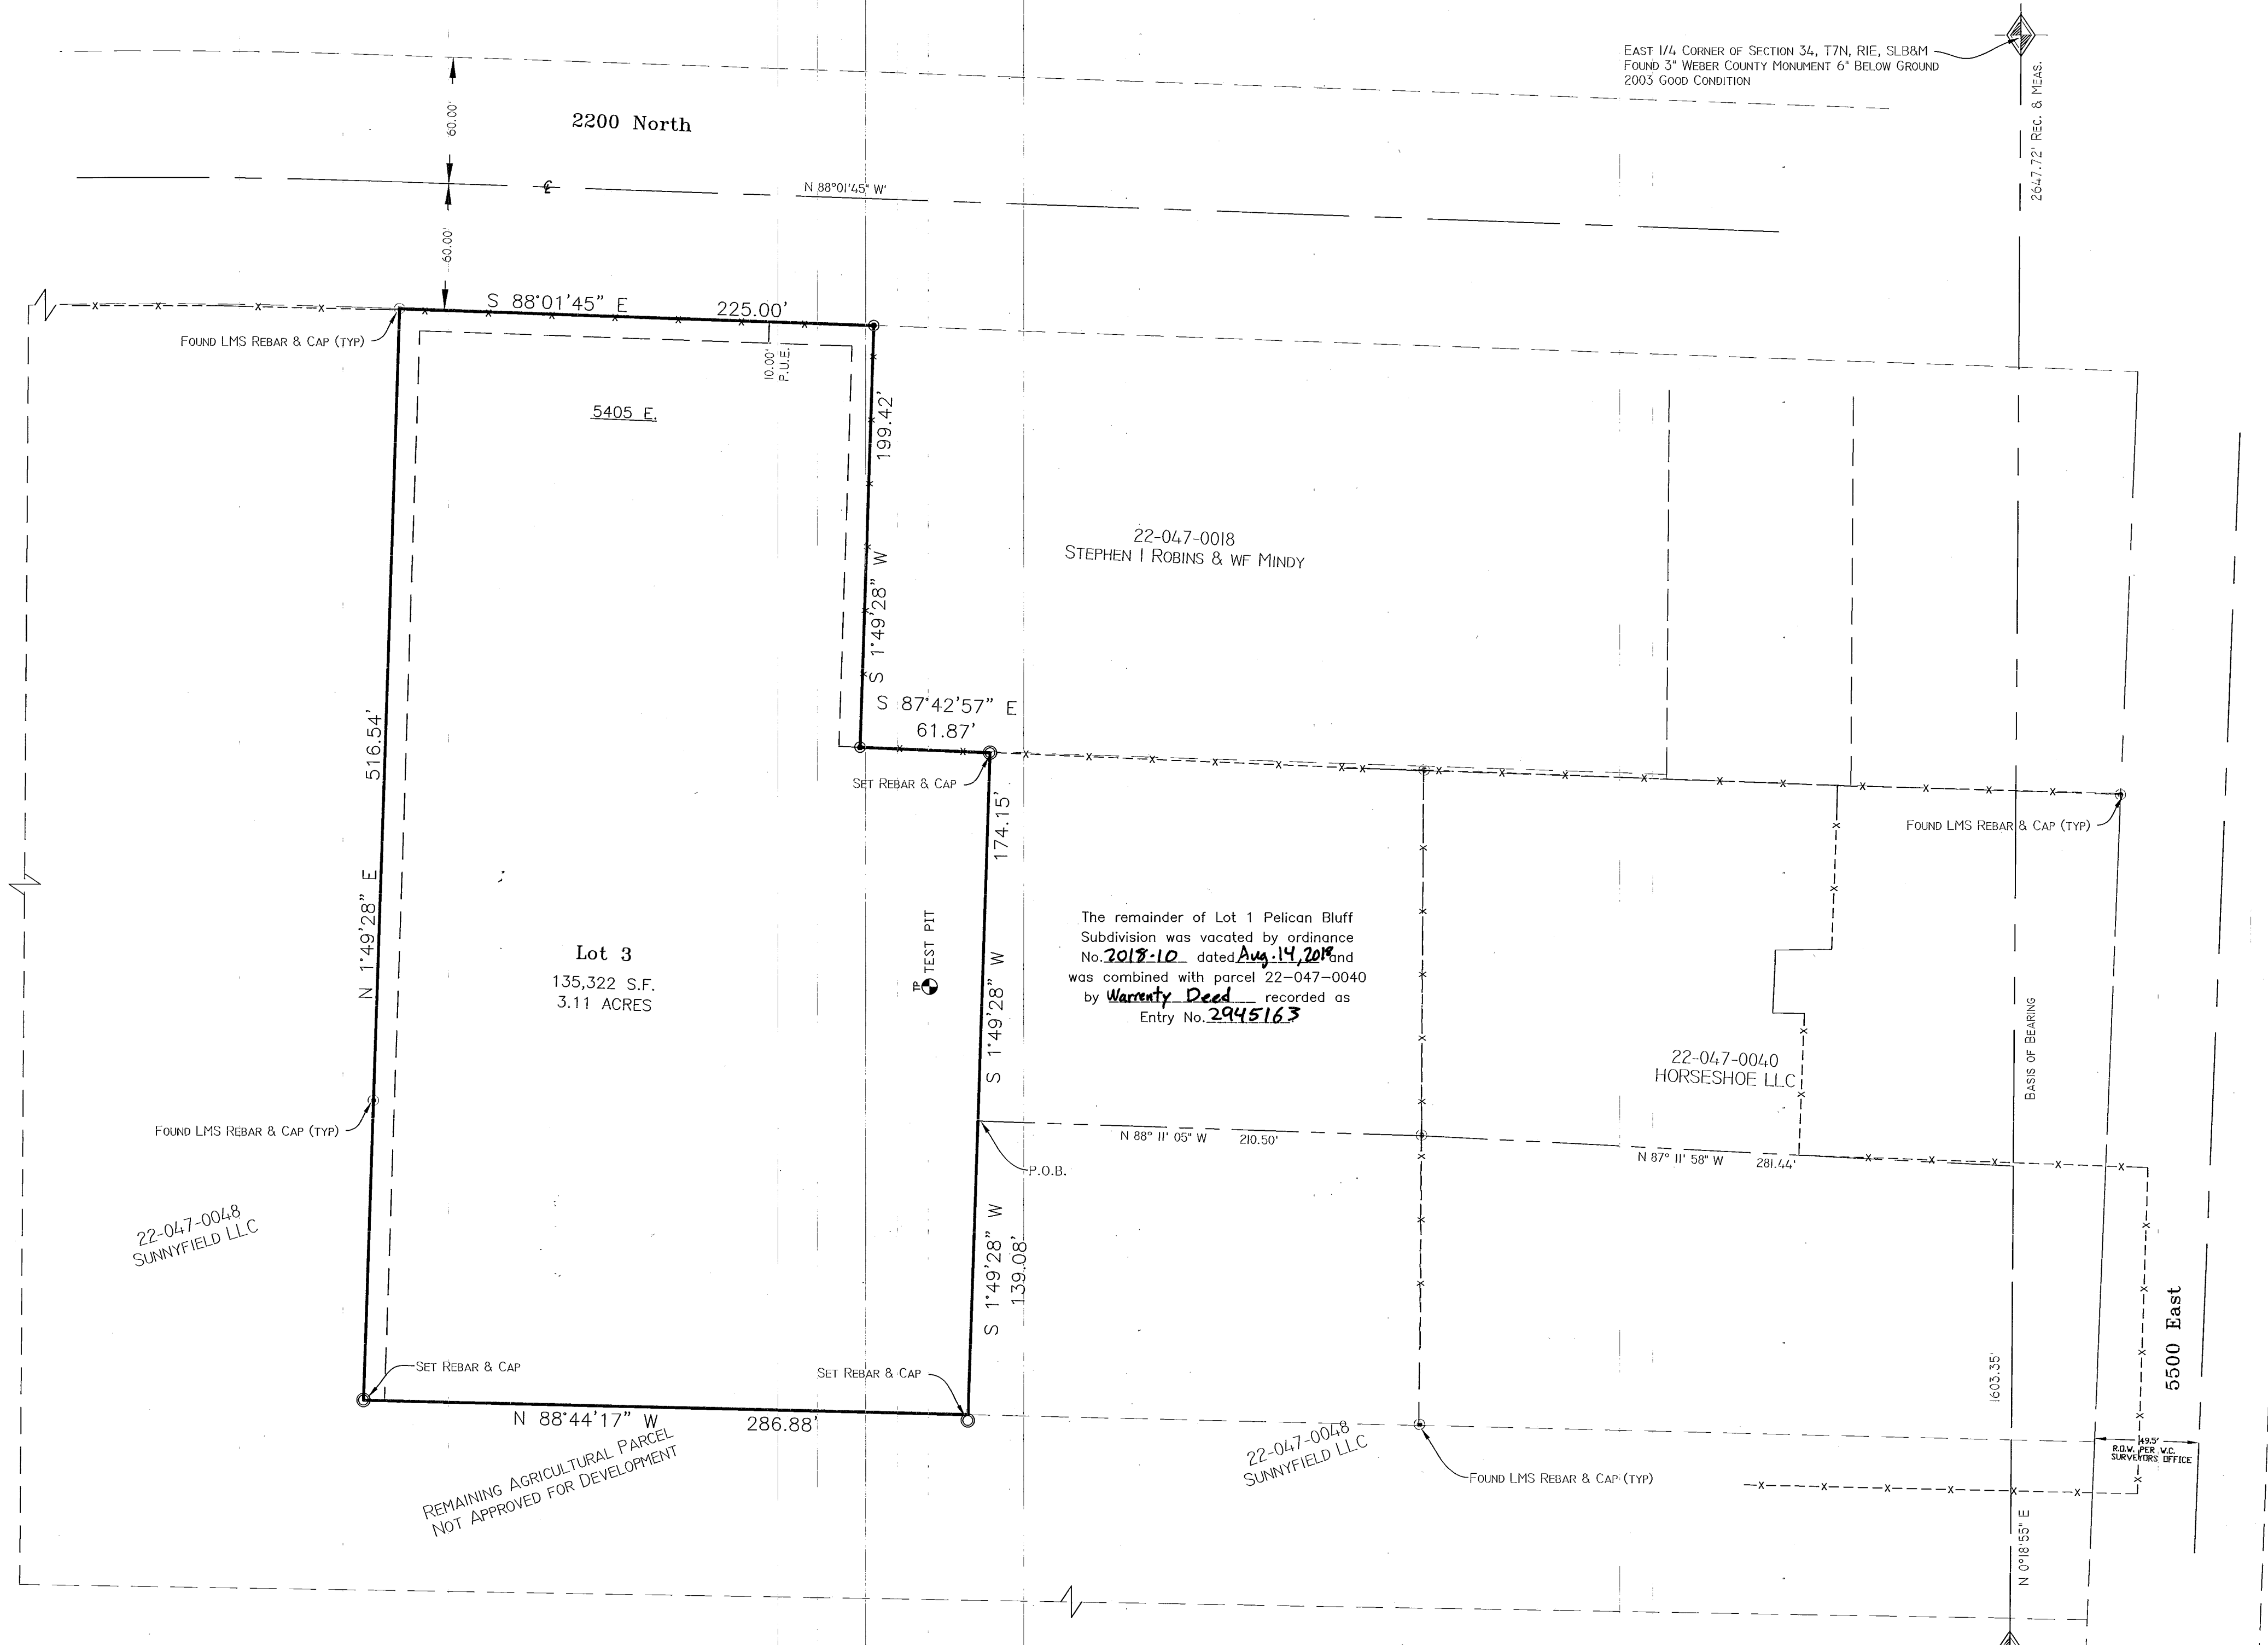 EAST 1/4 CORNER OF SECTION 34, T7N, R1E, SLB&M
FOUND 3" WEBER COUNTY MONUMENT 6" BELOW GROUND
2003 GOOD CONDITION
2647.72' REC. & MEAS.
60.00'
2200 North
℄
N 88°01'45" W'
60.00'
S 88°01'45" E 225.00'
FOUND LMS REBAR & CAP (TYP)
10.00'
P.U.E.
5405 E.
199.42'
S 1°49'28" W
22-047-0018
STEPHEN I ROBINS & WF MINDY
S 87°42'57" E
61.87'
SET REBAR & CAP
516.54'
N 1°49'28" E
174.15'
S 1°49'28" W
FOUND LMS REBAR & CAP (TYP)
Lot 3
135,322 S.F.
3.11 ACRES
TP
TEST PIT
The remainder of Lot 1 Pelican Bluff
Subdivision was vacated by ordinance
No. 2018-10 dated Aug. 14, 2018 and
was combined with parcel 22-047-0040
by Warrenty Deed recorded as
Entry No. 2945163
22-047-0040
HORSESHOE LLC
BASIS OF BEARING
FOUND LMS REBAR & CAP (TYP)
N 88° 11' 05" W 210.50'
N 87° 11' 58" W 281.44'
P.O.B.
22-047-0048
SUNNYFIELD LLC
S 1°49'28" W
139.08'
5500 East
1603.35'
SET REBAR & CAP
SET REBAR & CAP
N 88°44'17" W 286.88'
REMAINING AGRICULTURAL PARCEL
NOT APPROVED FOR DEVELOPMENT
22-047-0048
SUNNYFIELD LLC
FOUND LMS REBAR & CAP (TYP)
49.5'
R.O.W. PER W.C.
SURVEYORS OFFICE
N 0°18'55" E